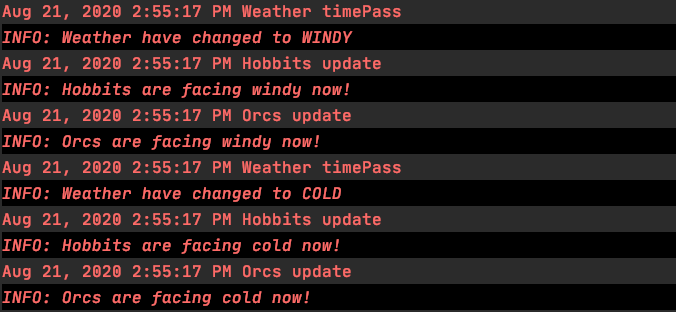 Aug 21, 2020 2:55:17 PM Weather timePass
INFO: Weather have changed to WINDY
Aug 21, 2020 2:55:17 PM Hobbits update
INFO: Hobbits are facing windy now!
Aug 21, 2020 2:55:17 PM Orcs update
INFO: Orcs are facing windy now!
Aug 21, 2020 2:55:17 PM Weather timePass
INFO: Weather have changed to COLD
Aug 21, 2020 2:55:17 PM Hobbits update
INFO: Hobbits are facing cold now!
Aug 21, 2020 2:55:17 PM Orcs update
INFO: Orcs are facing cold now!